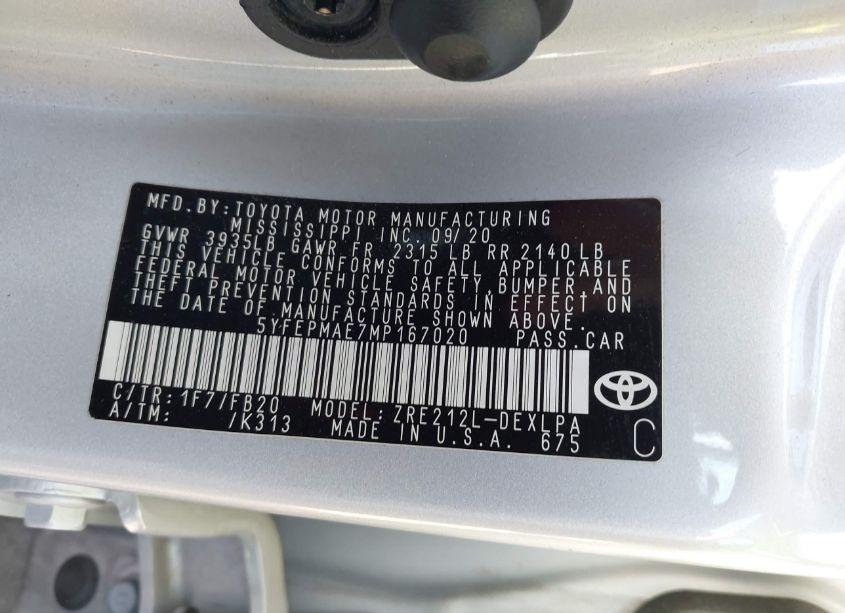 MFD.BY:TOYOTA MOTOR MANUFACTURING
MISSISSIPPI INC. 09/20
GVWR 3935LB GAWR FR 2315 LB RR 2140 LB
THIS VEHICLE CONFORMS TO ALL APPLICABLE
FEDERAL MOTOR VEHICLE SAFETY,BUMPER,AND
THEFT PREVENTION STANDARDS IN EFFECT ON
THE DATE OF MANUFACTURE SHOWN ABOVE.
5YFEPMAE7MP167020 PASS.CAR
C/TR:1F7/FB20 MODEL:ZRE212L-DEXLPA
A/TM: /K313 MADE IN U.S.A. 675 C